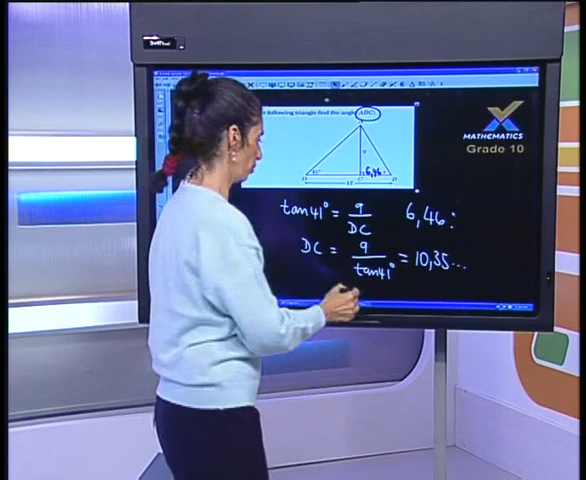 MATHEMATICS
Grade 10
following triangle find the angle ABC
41°
9
6,46
17
tan41° = 9/DC
6,46:
DC = 9/tan41° = 10,35...